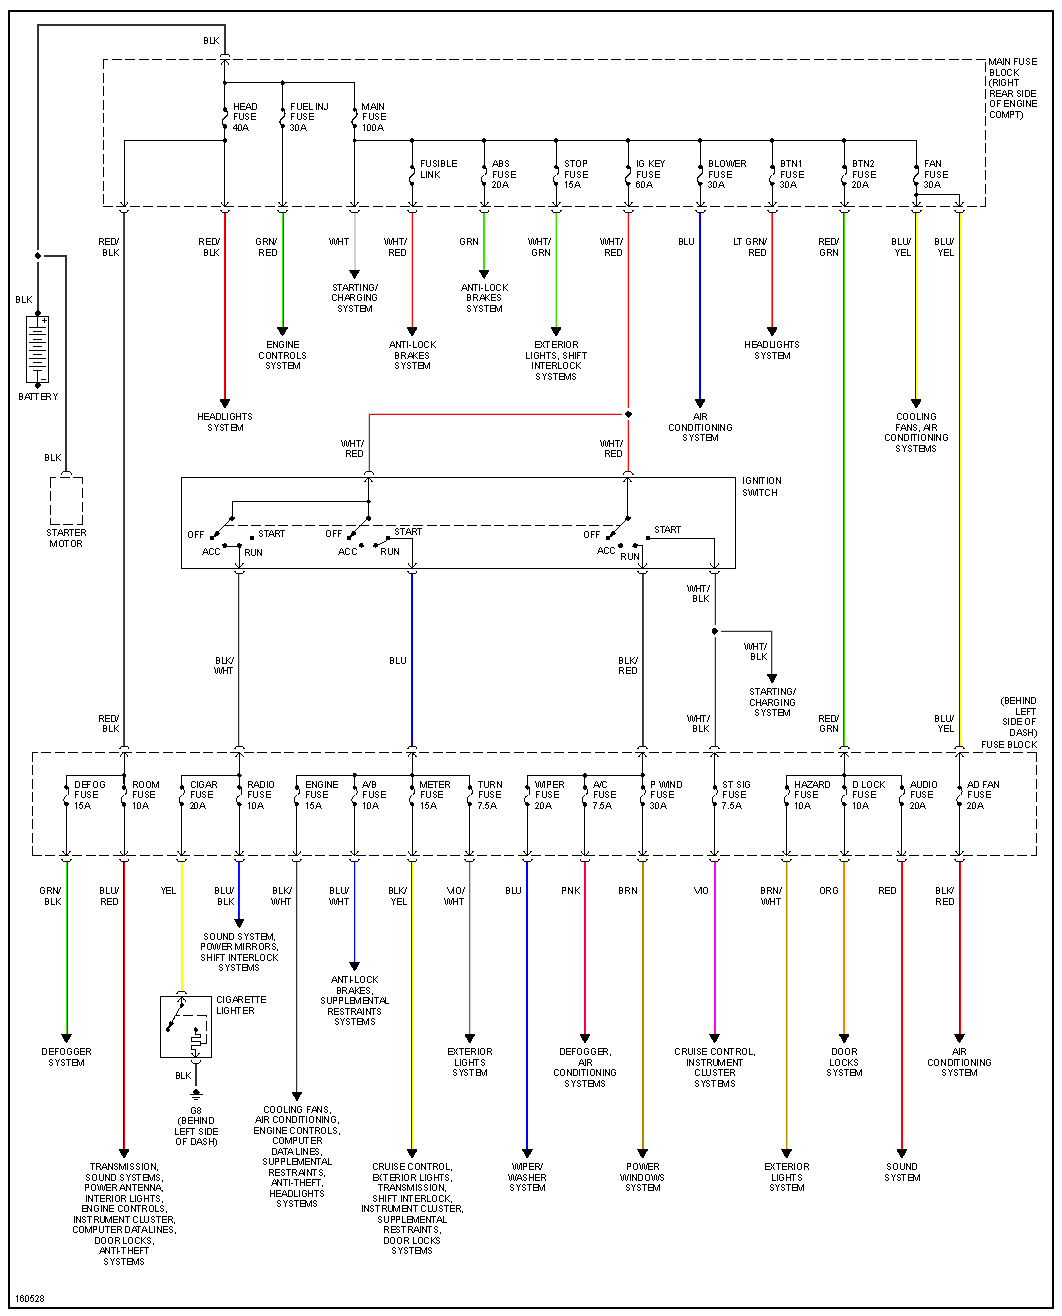 BLK
MAIN FUSE
BLOCK
(RIGHT
REAR SIDE
OF ENGINE
COMPT)
HEAD
FUSE
40A
FUEL INJ
FUSE
30A
MAIN
FUSE
100A
FUSIBLE
LINK
ABS
FUSE
20A
STOP
FUSE
15A
IG KEY
FUSE
60A
BLOWER
FUSE
30A
BTN1
FUSE
30A
BTN2
FUSE
20A
FAN
FUSE
30A
RED/
BLK
RED/
BLK
GRN/
RED
WHT
WHT/
RED
GRN
WHT/
GRN
WHT/
RED
BLU
LT GRN/
RED
RED/
GRN
BLU/
YEL
BLU/
YEL
STARTING/
CHARGING
SYSTEM
ANTI-LOCK
BRAKES
SYSTEM
BLK
+
-
BATTERY
ENGINE
CONTROLS
SYSTEM
ANTI-LOCK
BRAKES
SYSTEM
EXTERIOR
LIGHTS, SHIFT
INTERLOCK
SYSTEMS
HEADLIGHTS
SYSTEM
HEADLIGHTS
SYSTEM
AIR
CONDITIONING
SYSTEM
COOLING
FANS, AIR
CONDITIONING
SYSTEMS
BLK
WHT/
RED
WHT/
RED
STARTER
MOTOR
IGNITION
SWITCH
OFF
START
ACC
RUN
OFF
START
ACC
RUN
OFF
START
ACC
RUN
WHT/
BLK
BLK/
WHT
BLU
BLK/
RED
WHT/
BLK
STARTING/
CHARGING
SYSTEM
RED/
BLK
WHT/
BLK
RED/
GRN
BLU/
YEL
(BEHIND
LEFT
SIDE OF
DASH)
FUSE BLOCK
DEFOG
FUSE
15A
ROOM
FUSE
10A
CIGAR
FUSE
20A
RADIO
FUSE
10A
ENGINE
FUSE
15A
A/B
FUSE
10A
METER
FUSE
15A
TURN
FUSE
7.5A
WIPER
FUSE
20A
A/C
FUSE
7.5A
P WIND
FUSE
30A
ST SIG
FUSE
7.5A
HAZARD
FUSE
10A
D LOCK
FUSE
10A
AUDIO
FUSE
20A
AD FAN
FUSE
20A
GRN/
BLK
BLU/
RED
YEL
BLU/
BLK
BLK/
WHT
BLU/
WHT
BLK/
YEL
VIO/
WHT
BLU
PNK
BRN
VIO
BRN/
WHT
ORG
RED
BLK/
RED
SOUND SYSTEM,
POWER MIRRORS,
SHIFT INTERLOCK
SYSTEMS
ANTI-LOCK
BRAKES,
SUPPLEMENTAL
RESTRAINTS
SYSTEMS
CIGARETTE
LIGHTER
DEFOGGER
SYSTEM
BLK
G8
(BEHIND
LEFT SIDE
OF DASH)
EXTERIOR
LIGHTS
SYSTEM
DEFOGGER,
AIR
CONDITIONING
SYSTEMS
CRUISE CONTROL,
INSTRUMENT
CLUSTER
SYSTEMS
DOOR
LOCKS
SYSTEM
AIR
CONDITIONING
SYSTEM
COOLING FANS,
AIR CONDITIONING,
ENGINE CONTROLS,
COMPUTER
DATA LINES,
SUPPLEMENTAL
RESTRAINTS,
ANTI-THEFT,
HEADLIGHTS
SYSTEMS
TRANSMISSION,
SOUND SYSTEMS,
POWER ANTENNA,
INTERIOR LIGHTS,
ENGINE CONTROLS,
INSTRUMENT CLUSTER,
COMPUTER DATA LINES,
DOOR LOCKS,
ANTI-THEFT
SYSTEMS
CRUISE CONTROL,
EXTERIOR LIGHTS,
TRANSMISSION,
SHIFT INTERLOCK,
INSTRUMENT CLUSTER,
SUPPLEMENTAL
RESTRAINTS,
DOOR LOCKS
SYSTEMS
WIPER/
WASHER
SYSTEM
POWER
WINDOWS
SYSTEM
EXTERIOR
LIGHTS
SYSTEM
SOUND
SYSTEM
160528